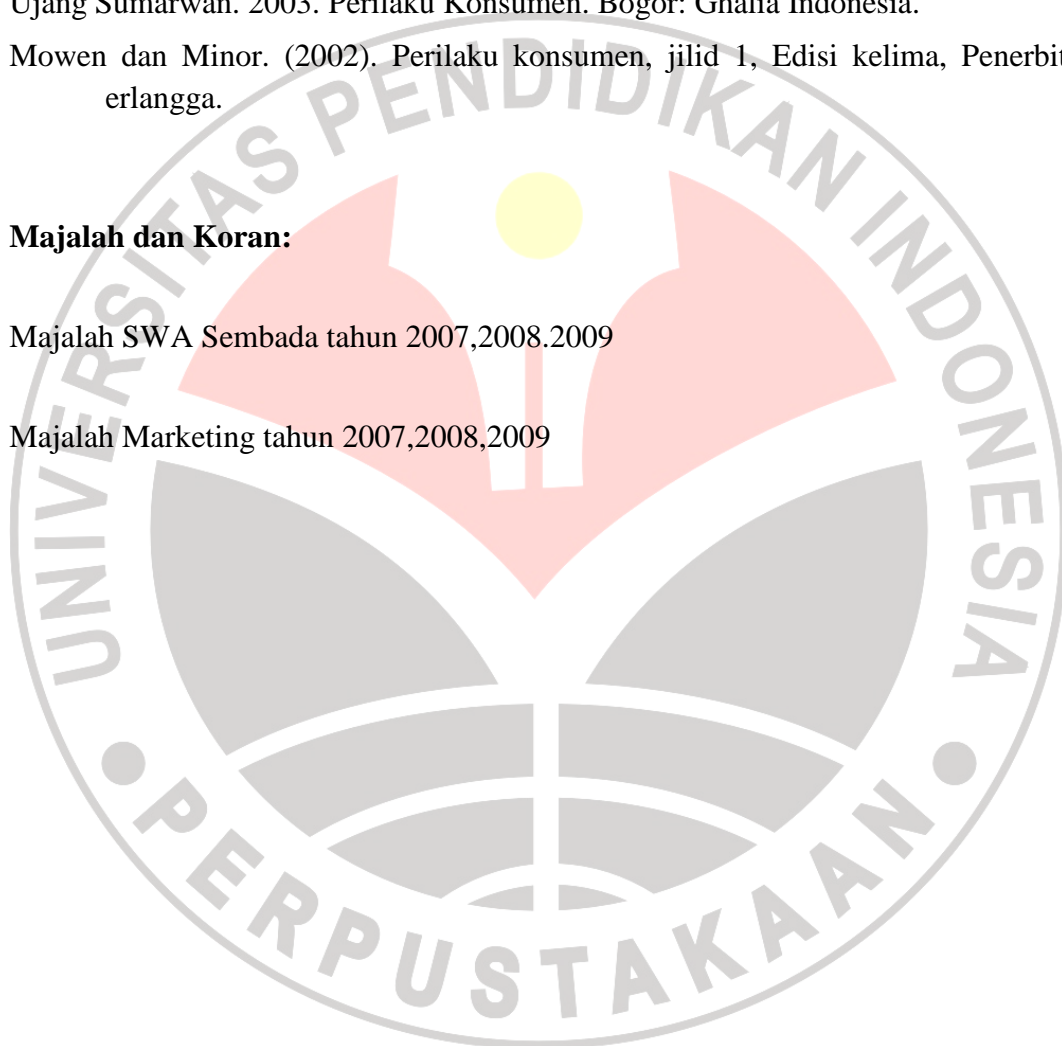 Ujang Sumarwan. 2003. Perilaku Konsumen. Bogor: Ghalia Indonesia.
Mowen dan Minor. (2002). Perilaku konsumen, jilid 1, Edisi kelima, Penerbit
erlangga.
Majalah dan Koran:
Majalah SWA Sembada tahun 2007,2008.2009
Majalah Marketing tahun 2007,2008,2009
UNIVERSITAS PENDIDIKAN INDONESIA
PERPUSTAKAAN